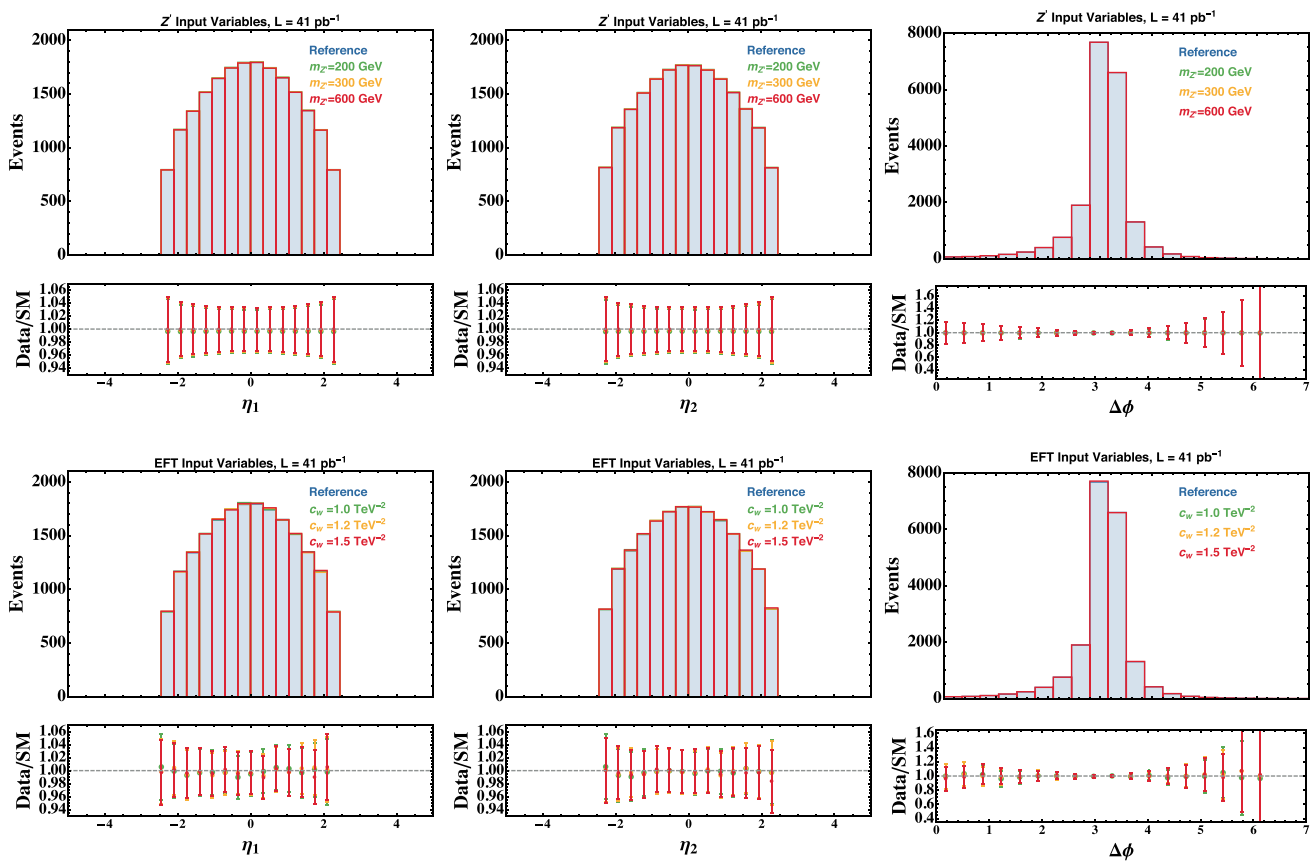 Z′ Input Variables, L = 41 pb⁻¹
2000
1500
1000
500
0
Events
Reference
m_Z′=200 GeV
m_Z′=300 GeV
m_Z′=600 GeV
1.06
1.04
1.02
1.00
0.98
0.96
0.94
Data/SM
−4 −2 0 2 4
η₁
Z′ Input Variables, L = 41 pb⁻¹
2000
1500
1000
500
0
Events
Reference
m_Z′=200 GeV
m_Z′=300 GeV
m_Z′=600 GeV
1.06
1.04
1.02
1.00
0.98
0.96
0.94
Data/SM
−4 −2 0 2 4
η₂
Z′ Input Variables, L = 41 pb⁻¹
8000
6000
4000
2000
0
Events
Reference
m_Z′=200 GeV
m_Z′=300 GeV
m_Z′=600 GeV
1.6
1.4
1.2
1.0
0.8
0.6
0.4
Data/SM
0 1 2 3 4 5 6 7
Δϕ
EFT Input Variables, L = 41 pb⁻¹
2000
1500
1000
500
0
Events
Reference
c_w =1.0 TeV⁻²
c_w =1.2 TeV⁻²
c_w =1.5 TeV⁻²
1.06
1.04
1.02
1.00
0.98
0.96
0.94
Data/SM
−4 −2 0 2 4
η₁
EFT Input Variables, L = 41 pb⁻¹
2000
1500
1000
500
0
Events
Reference
c_w =1.0 TeV⁻²
c_w =1.2 TeV⁻²
c_w =1.5 TeV⁻²
1.06
1.04
1.02
1.00
0.98
0.96
0.94
Data/SM
−4 −2 0 2 4
η₂
EFT Input Variables, L = 41 pb⁻¹
8000
6000
4000
2000
0
Events
Reference
c_w =1.0 TeV⁻²
c_w =1.2 TeV⁻²
c_w =1.5 TeV⁻²
1.6
1.4
1.2
1.0
0.8
0.6
0.4
Data/SM
0 1 2 3 4 5 6 7
Δϕ